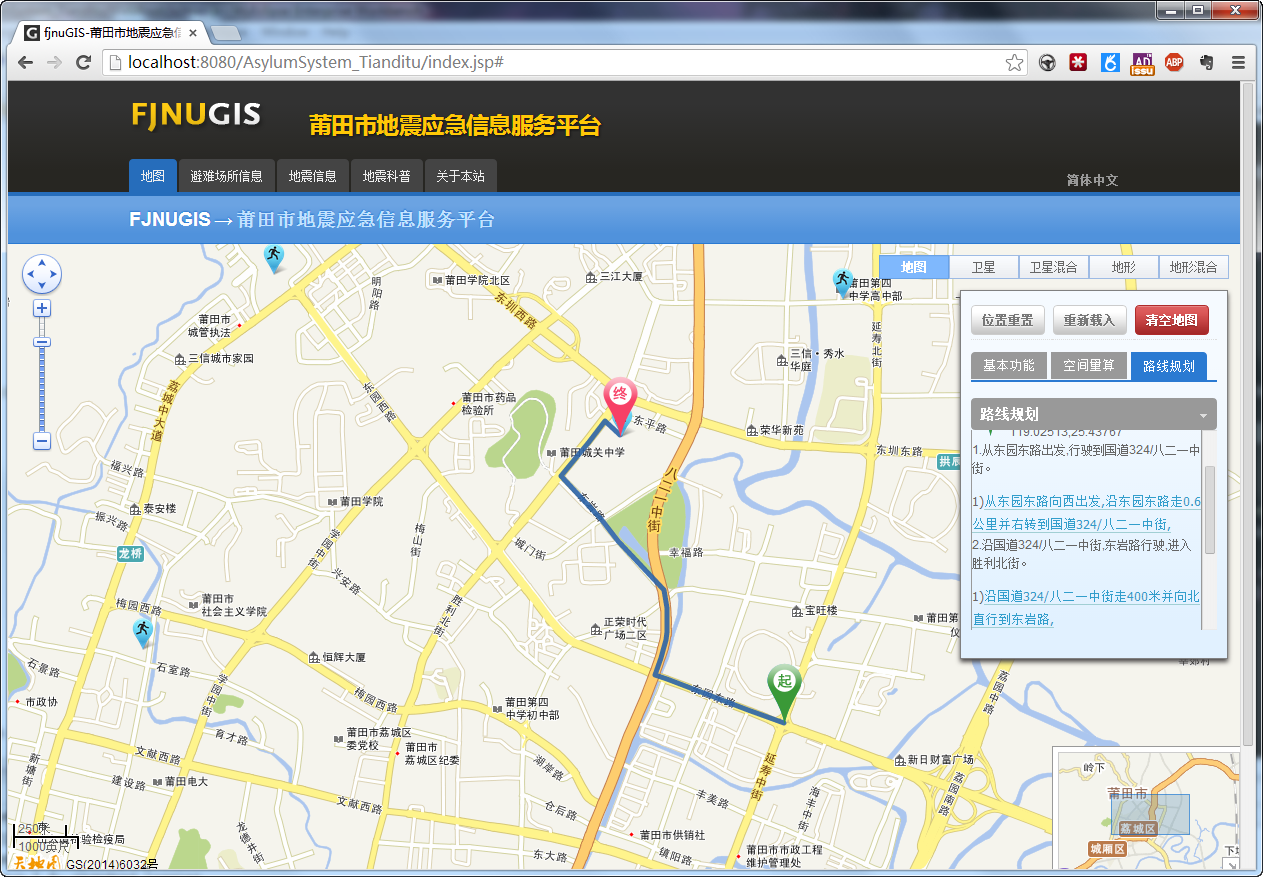 fjnuGIS-莆田市地震应急信
localhost:8080/AsylumSystem_Tianditu/index.jsp#
FJNUGIS
莆田市地震应急信息服务平台
地图 避难场所信息 地震信息 地震科普 关于本站
简体中文
FJNUGIS→莆田市地震应急信息服务平台
地图 卫星 卫星混合 地形 地形混合
位置重置 重新载入 清空地图
基本功能 空间量算 路线规划
路线规划
119.02513,25.43767
1.从东园东路出发,行驶到国道324/八二一中
街。
1)从东园东路向西出发,沿东园东路走0.6
公里并右转到国道324/八二一中街,
2.沿国道324/八二一中街,东岩路行驶,进入
胜利北街。
1)沿国道324/八二一中街走400米并向北
直行到东岩路,
三江大厦
莆田学院北区
明阳路
东圳西路
莆田第四
中学高中部
延寿北街
莆田市
城管执法
三信城市家园
荔城中大道
东园西路
莆田市药品
检验所
终
东平路
三信·秀水
华庭
荣华新苑
东圳东路
拱辰
莆田城关中学
福兴路
泰安楼
振兴路
龙桥
莆田学院
学园中街
梅山街
城门街
东岩路
八二一中街
幸福路
兴安路
梅园西路
莆田市
社会主义学院
胜利北街
正荣时代
广场二区
宝旺楼
莆田第
石景路
石室路
恒辉大厦
起
东园东路
市政协
学园中街
梅园西路
莆田第四
中学初中部
荔园中路
育才路
莆田市荔城区
委党校
莆田市
荔城区纪委
文献西路
新塘街
建设路
莆田电大
湖柴路
延寿中街
新日财富广场
荔园南路
文献西路
仓后路
丰美路
海丰中街
龙德井街
验检疫局
莆田市供销社
东大路
镇阳路
莆田市市政工程
维护管理处
岭下
莆田市
荔城区
城厢区
250米
1000英尺
天地图
GS(2014)6032号